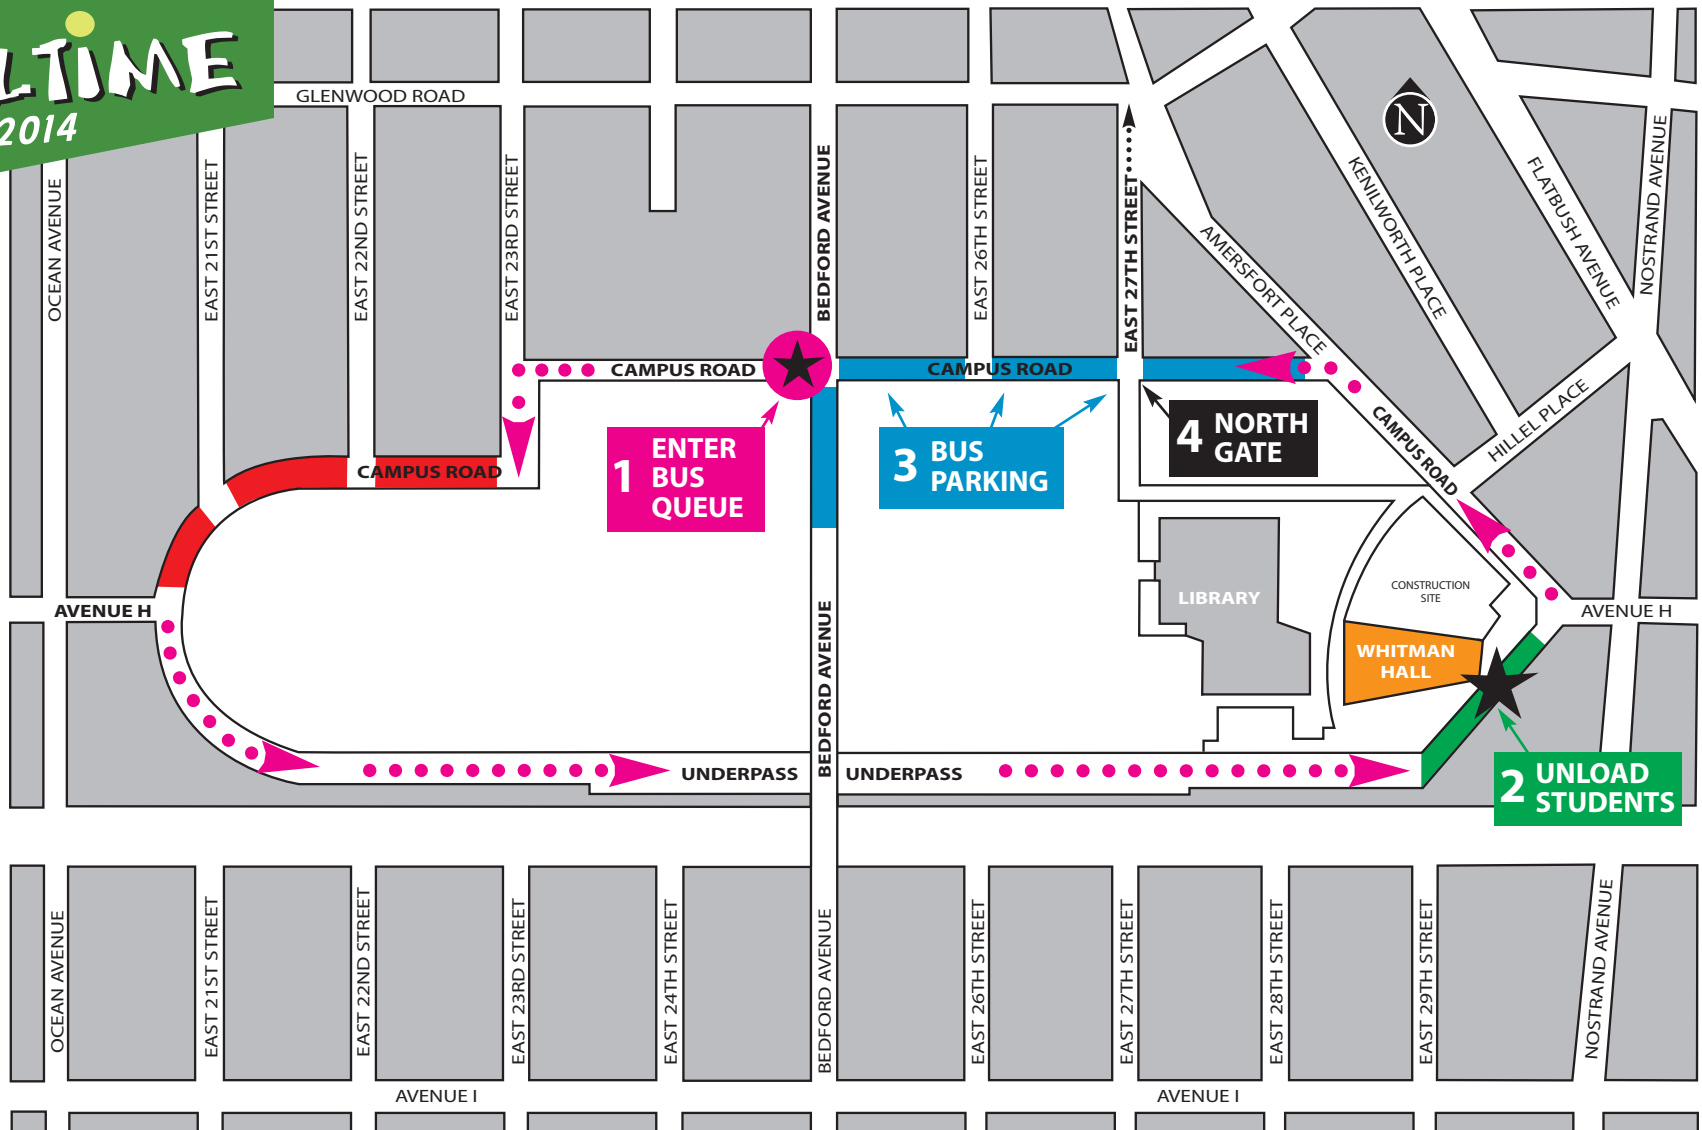 LTIME
2014
GLENWOOD ROAD
OCEAN AVENUE
EAST 21ST STREET
EAST 22ND STREET
EAST 23RD STREET
BEDFORD AVENUE
EAST 26TH STREET
EAST 27TH STREET
AMERSFORT PLACE
KENILWORTH PLACE
FLATBUSH AVENUE
NOSTRAND AVENUE
N
HILLEL PLACE
CAMPUS ROAD
CAMPUS ROAD
CAMPUS ROAD
CAMPUS ROAD
1 ENTER
BUS
QUEUE
3 BUS
PARKING
4 NORTH
GATE
LIBRARY
CONSTRUCTION
SITE
WHITMAN
HALL
AVENUE H
AVENUE H
BEDFORD AVENUE
UNDERPASS
UNDERPASS
2 UNLOAD
STUDENTS
OCEAN AVENUE
EAST 21ST STREET
EAST 22ND STREET
EAST 23RD STREET
EAST 24TH STREET
BEDFORD AVENUE
EAST 26TH STREET
EAST 27TH STREET
EAST 28TH STREET
EAST 29TH STREET
NOSTRAND AVENUE
AVENUE I
AVENUE I